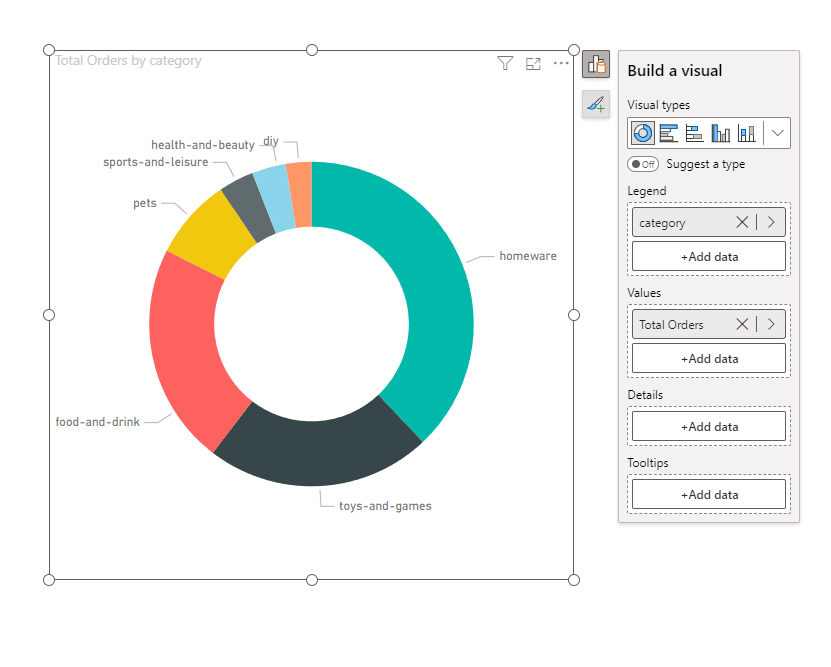 Total Orders by category
health-and-beauty
diy
sports-and-leisure
pets
homeware
food-and-drink
toys-and-games
Build a visual
Visual types
Off
Suggest a type
Legend
category
+Add data
Values
Total Orders
+Add data
Details
+Add data
Tooltips
+Add data